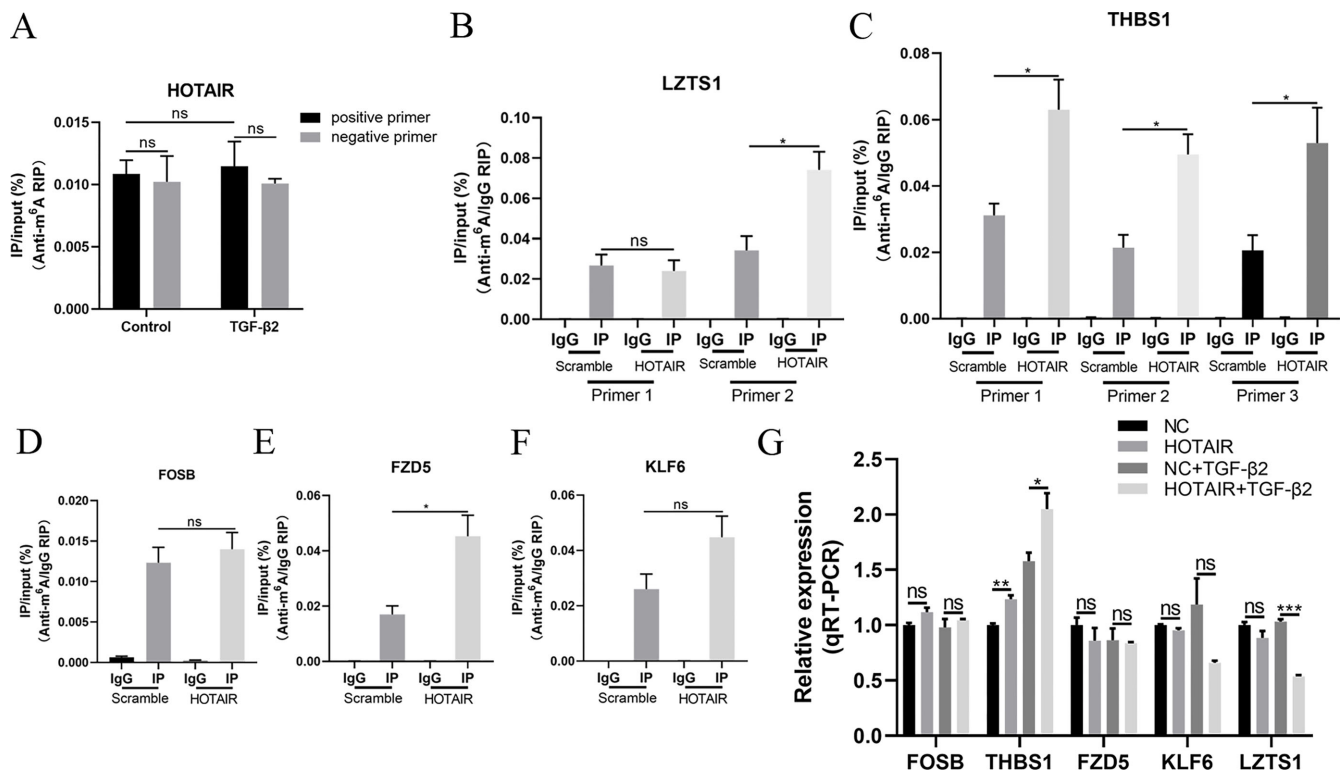 A
HOTAIR
positive primer
negative primer
IP/input (%)
(Anti-m⁶A RIP)
0.015
0.010
0.005
0.000
ns
ns
ns
Control
TGF-β2
B
LZTS1
IP/input (%)
(Anti-m⁶A/IgG RIP)
0.10
0.08
0.06
0.04
0.02
0.00
ns
*
IgG IP IgG IP IgG IP IgG IP
Scramble HOTAIR Scramble HOTAIR
Primer 1 Primer 2
C
THBS1
IP/input (%)
(Anti-m⁶A/IgG RIP)
0.08
0.06
0.04
0.02
0.00
*
*
*
IgG IP IgG IP IgG IP IgG IP IgG IP IgG IP
Scramble HOTAIR Scramble HOTAIR Scramble HOTAIR
Primer 1 Primer 2 Primer 3
D
FOSB
IP/input (%)
(Anti-m⁶A/IgG RIP)
0.020
0.015
0.010
0.005
0.000
ns
IgG IP IgG IP
Scramble HOTAIR
E
FZD5
IP/input (%)
(Anti-m⁶A/IgG RIP)
0.06
0.04
0.02
0.00
*
IgG IP IgG IP
Scramble HOTAIR
F
KLF6
IP/input (%)
(Anti-m⁶A/IgG RIP)
0.06
0.04
0.02
0.00
ns
IgG IP IgG IP
Scramble HOTAIR
G
NC
HOTAIR
NC+TGF-β2
HOTAIR+TGF-β2
Relative expression
(qRT-PCR)
2.5
2.0
1.5
1.0
0.5
0.0
ns ns ** * ns ns ns ns ns ***
FOSB THBS1 FZD5 KLF6 LZTS1